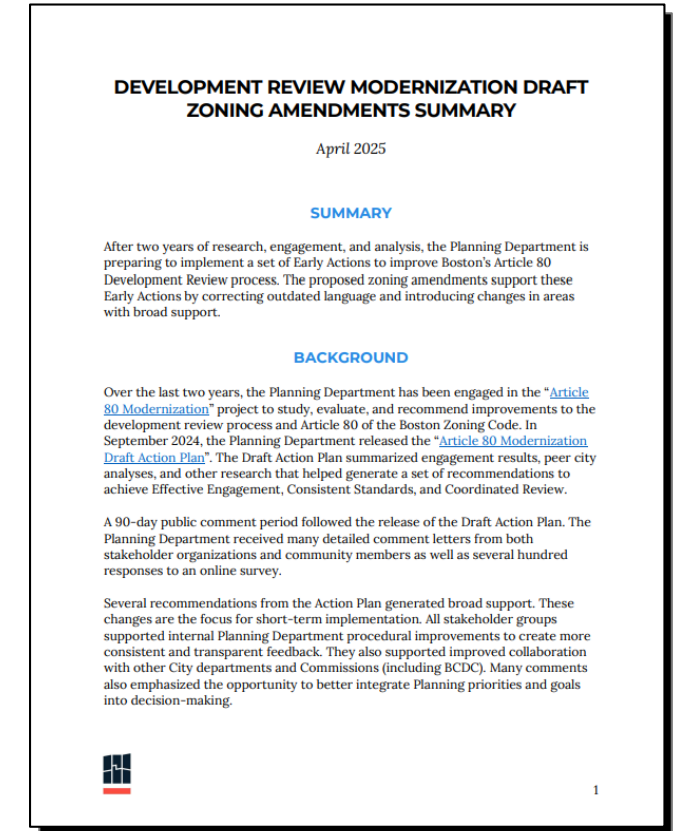 DEVELOPMENT REVIEW MODERNIZATION DRAFT
ZONING AMENDMENTS SUMMARY
April 2025
SUMMARY
After two years of research, engagement, and analysis, the Planning Department is
preparing to implement a set of Early Actions to improve Boston’s Article 80
Development Review process. The proposed zoning amendments support these
Early Actions by correcting outdated language and introducing changes in areas
with broad support.
BACKGROUND
Over the last two years, the Planning Department has been engaged in the “Article
80 Modernization” project to study, evaluate, and recommend improvements to the
development review process and Article 80 of the Boston Zoning Code. In
September 2024, the Planning Department released the “Article 80 Modernization
Draft Action Plan”. The Draft Action Plan summarized engagement results, peer city
analyses, and other research that helped generate a set of recommendations to
achieve Effective Engagement, Consistent Standards, and Coordinated Review.
A 90-day public comment period followed the release of the Draft Action Plan. The
Planning Department received many detailed comment letters from both
stakeholder organizations and community members as well as several hundred
responses to an online survey.
Several recommendations from the Action Plan generated broad support. These
changes are the focus for short-term implementation. All stakeholder groups
supported internal Planning Department procedural improvements to create more
consistent and transparent feedback. They also supported improved collaboration
with other City departments and Commissions (including BCDC). Many comments
also emphasized the opportunity to better integrate Planning priorities and goals
into decision-making.
1